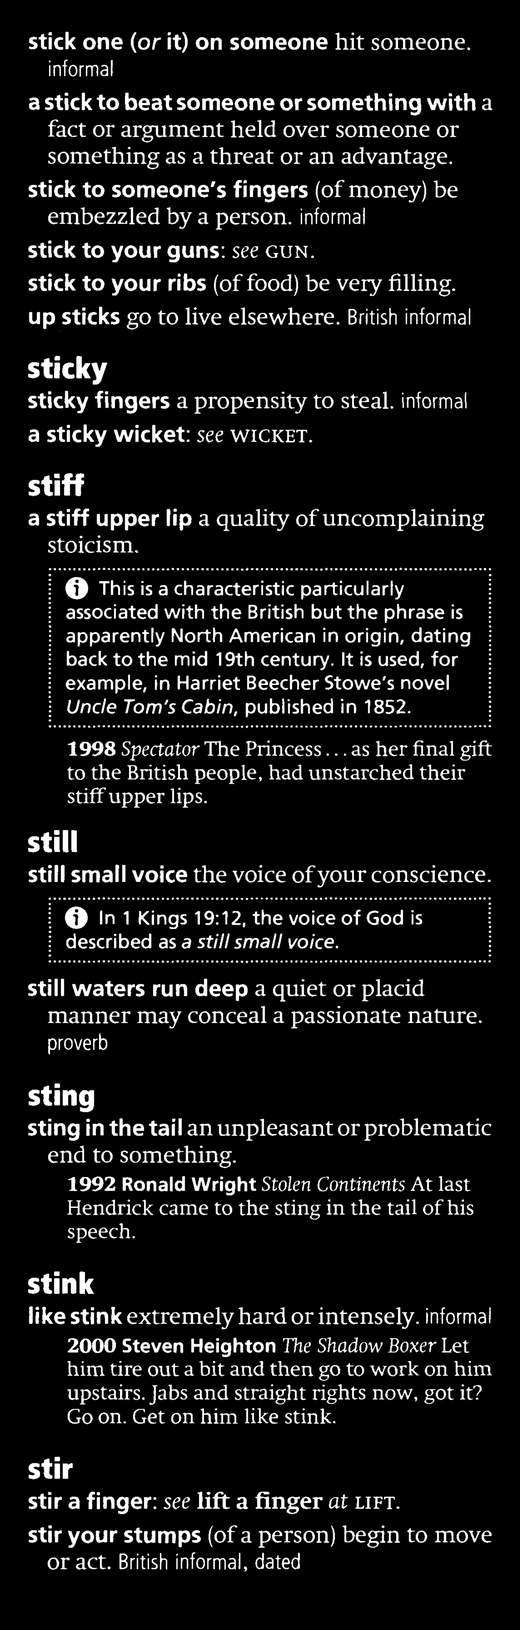 stick one (or it) on someone hit someone.
informal
a stick to beat someone or something with a
fact or argument held over someone or
something as a threat or an advantage.
stick to someone's fingers (of money) be
embezzled by a person. informal
stick to your guns: see GUN.
stick to your ribs (of food) be very filling.
up sticks go to live elsewhere. British informal
sticky
sticky fingers a propensity to steal. informal
a sticky wicket: see WICKET.
stiff
a stiff upper lip a quality of uncomplaining
stoicism.
i This is a characteristic particularly
associated with the British but the phrase is
apparently North American in origin, dating
back to the mid 19th century. It is used, for
example, in Harriet Beecher Stowe's novel
Uncle Tom's Cabin, published in 1852.
1998 Spectator The Princess... as her final gift
to the British people, had unstarched their
stiff upper lips.
still
still small voice the voice of your conscience.
i In 1 Kings 19:12, the voice of God is
described as a still small voice.
still waters run deep a quiet or placid
manner may conceal a passionate nature.
proverb
sting
sting in the tail an unpleasant or problematic
end to something.
1992 Ronald Wright Stolen Continents At last
Hendrick came to the sting in the tail of his
speech.
stink
like stink extremely hard or intensely. informal
2000 Steven Heighton The Shadow Boxer Let
him tire out a bit and then go to work on him
upstairs. Jabs and straight rights now, got it?
Go on. Get on him like stink.
stir
stir a finger: see lift a finger at LIFT.
stir your stumps (of a person) begin to move
or act. British informal, dated